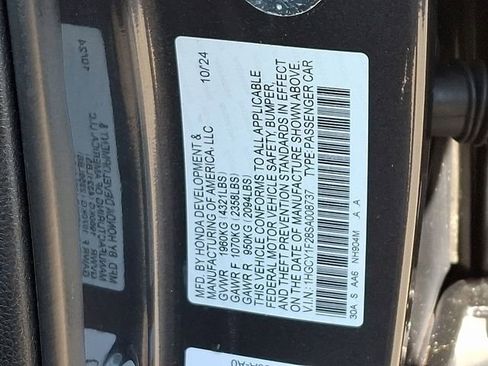 MFD BY HONDA DEVELOPMENT &
MANUFACTURING OF AMERICA, LLC 10/24
GVWR 1960KG (4321LBS)
GAWR F 1070KG (2358LBS)
GAWR R 950KG (2094LBS)
THIS VEHICLE CONFORMS TO ALL APPLICABLE
FEDERAL MOTOR VEHICLE SAFETY BUMPER,
AND THEFT PREVENTION STANDARDS IN EFFECT
ON THE DATE OF MANUFACTURE SHOWN ABOVE.
V.I.N.: 1HGCY1F28SA008737 TYPE:PASSENGER CAR
30A S AA6 NH904M A A